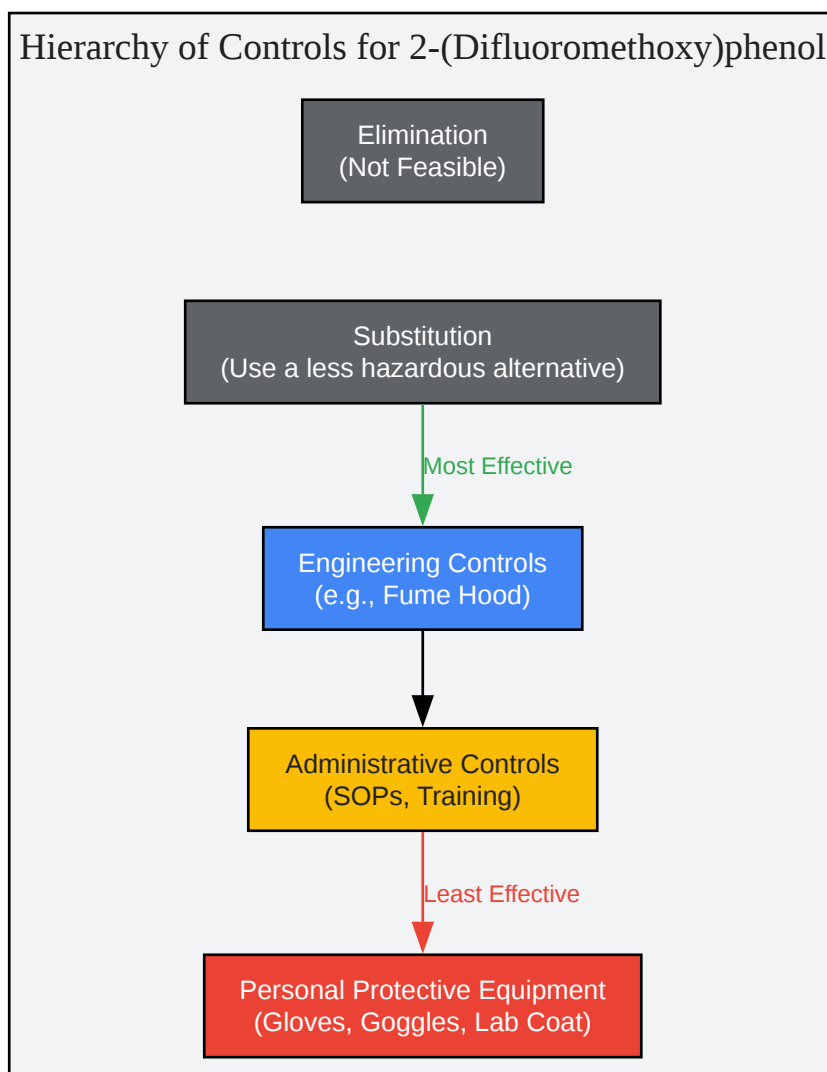 Hierarchy of Controls for 2-(Difluoromethoxy)phenol
Elimination
(Not Feasible)
Substitution
(Use a less hazardous alternative)
Most Effective
Engineering Controls
(e.g., Fume Hood)
Administrative Controls
(SOPs, Training)
Least Effective
Personal Protective Equipment
(Gloves, Goggles, Lab Coat)